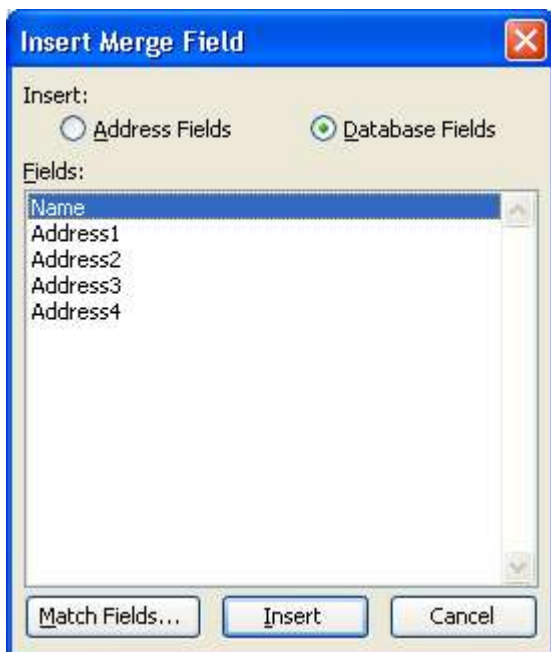 Insert Merge Field
Insert:
Address Fields Database Fields
Fields:
Name
Address1
Address2
Address3
Address4
Match Fields... Insert Cancel